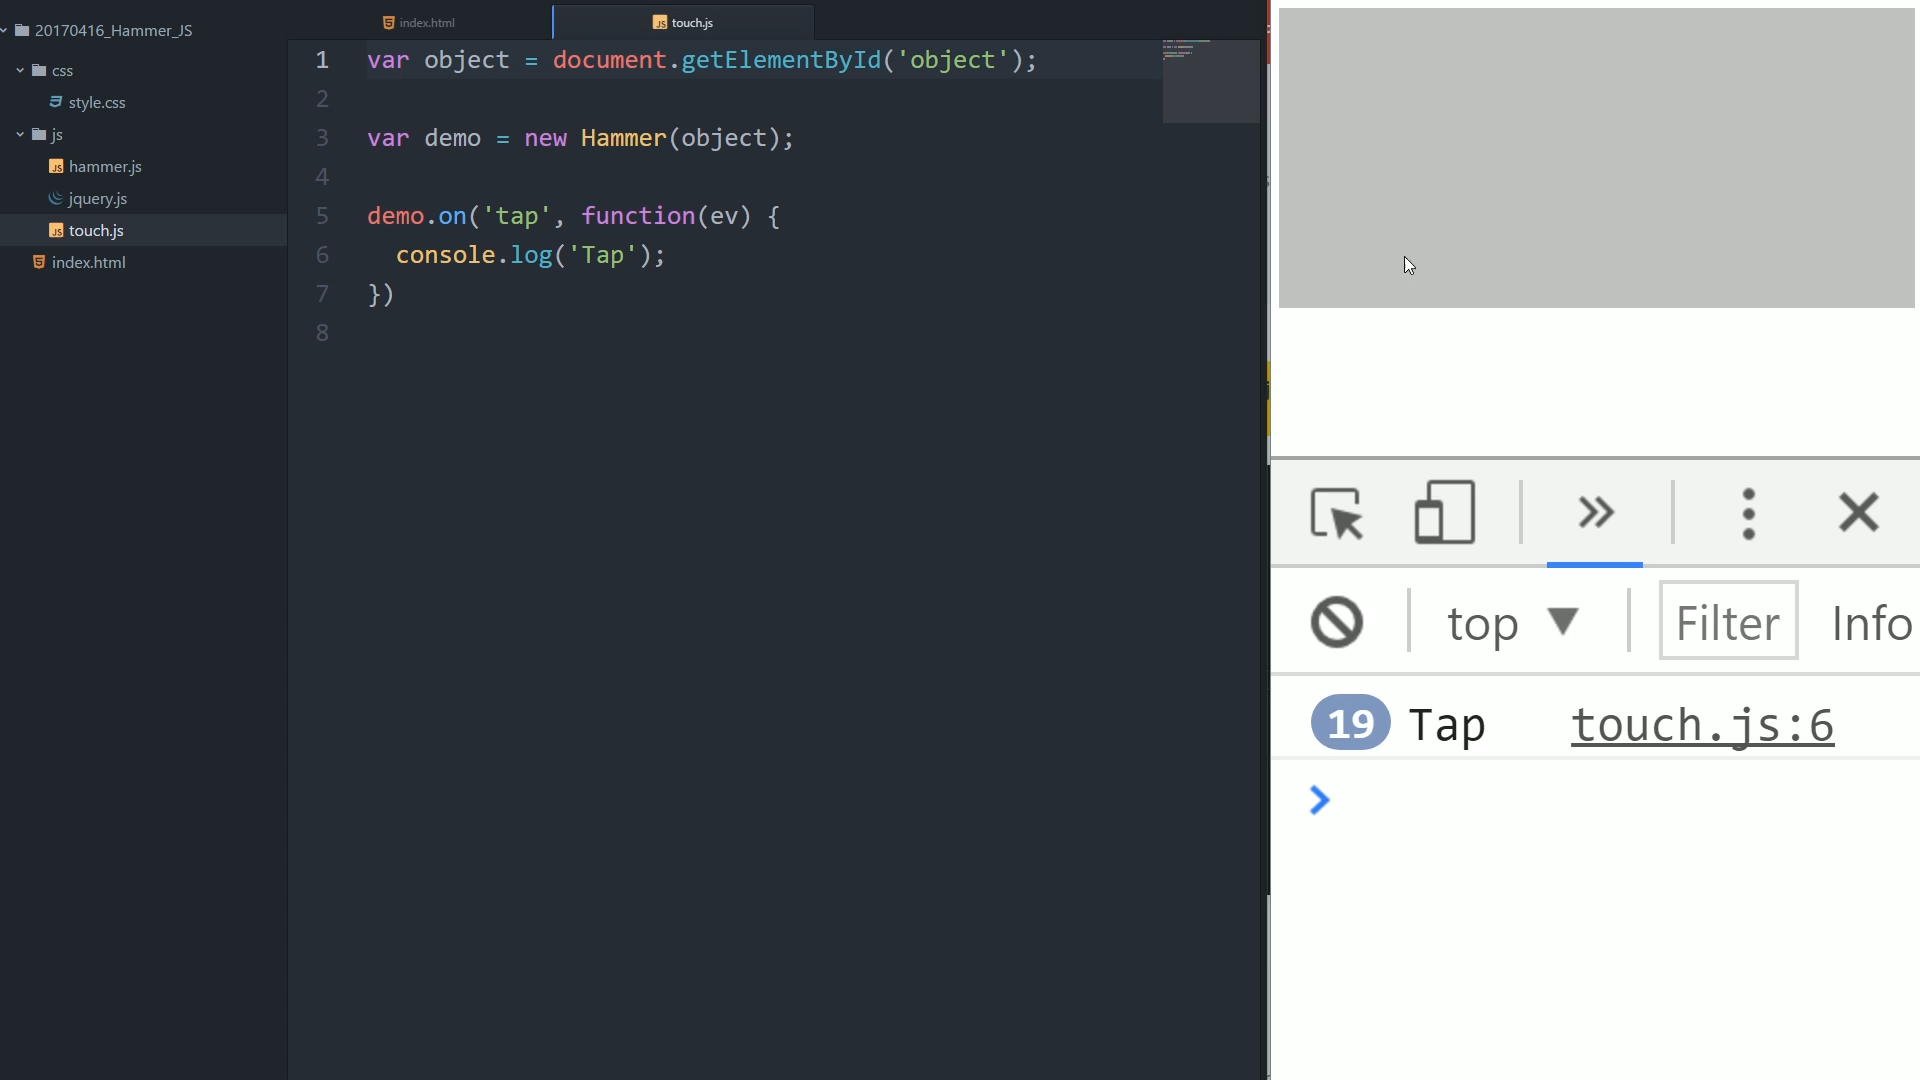 20170416_Hammer_JS
css
style.css
js
hammer.js
jquery.js
touch.js
index.html
index.html
touch.js
1 var object = document.getElementById('object');
2
3 var demo = new Hammer(object);
4
5 demo.on('tap', function(ev) {
6 console.log('Tap');
7 })
8
top ▼ Filter Info
19 Tap touch.js:6